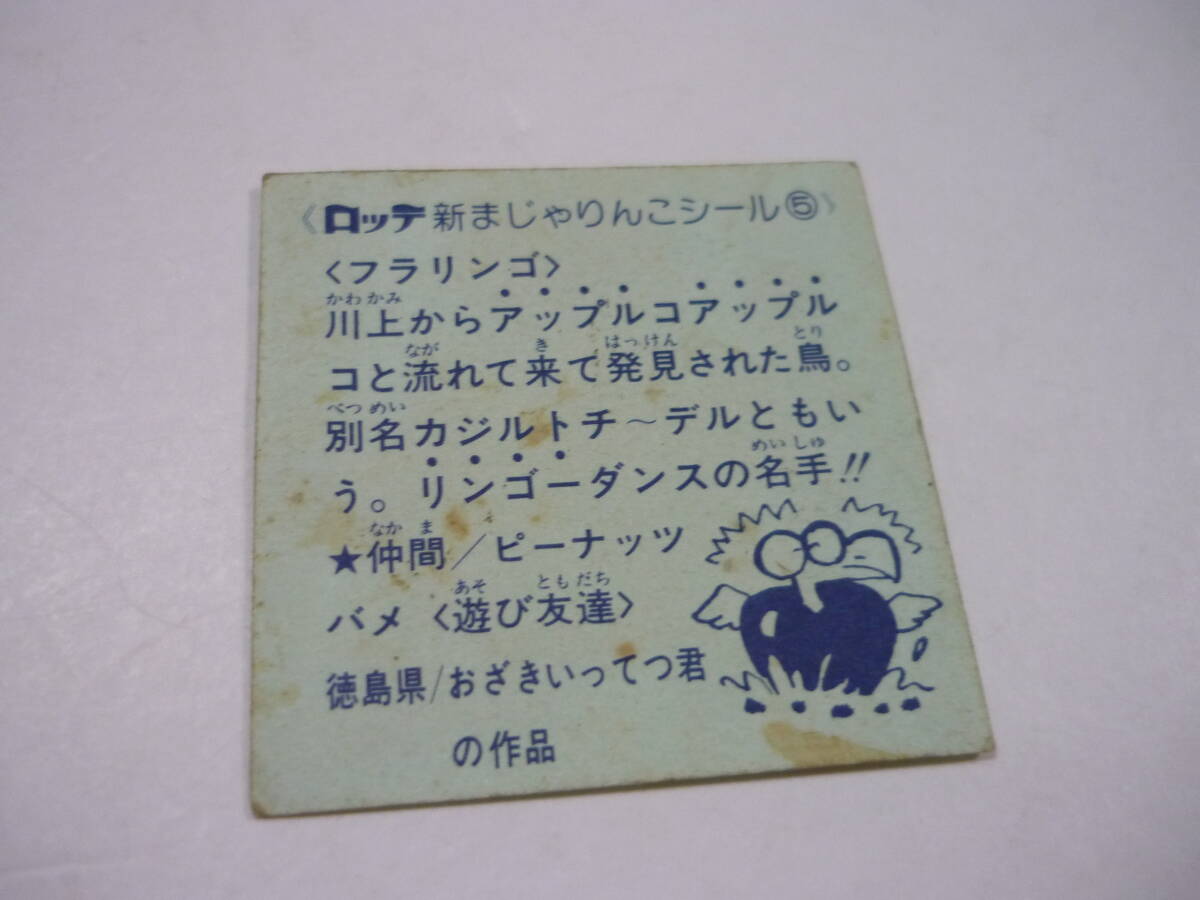 《ロッテ新まじゃりんこシール⑤》
〈フラリンゴ〉
川上からアップルコアップル
コと流れて来て発見された鳥。
別名カジルトチ～デルともい
う。リンゴーダンスの名手!!
★仲間/ピーナッツ
バメ〈遊び友達〉
徳島県/おざきいってつ君
の作品